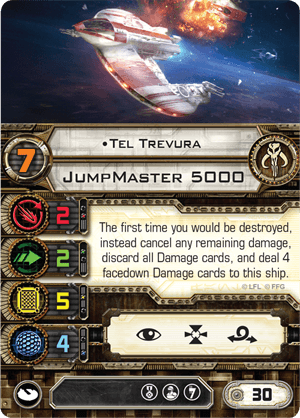 •Tel Trevura
7
JumpMaster 5000
2
2
5
4
The first time you would be destroyed,
instead cancel any remaining damage,
discard all Damage cards, and deal 4
facedown Damage cards to this ship.
© LFL © FFG
7
30